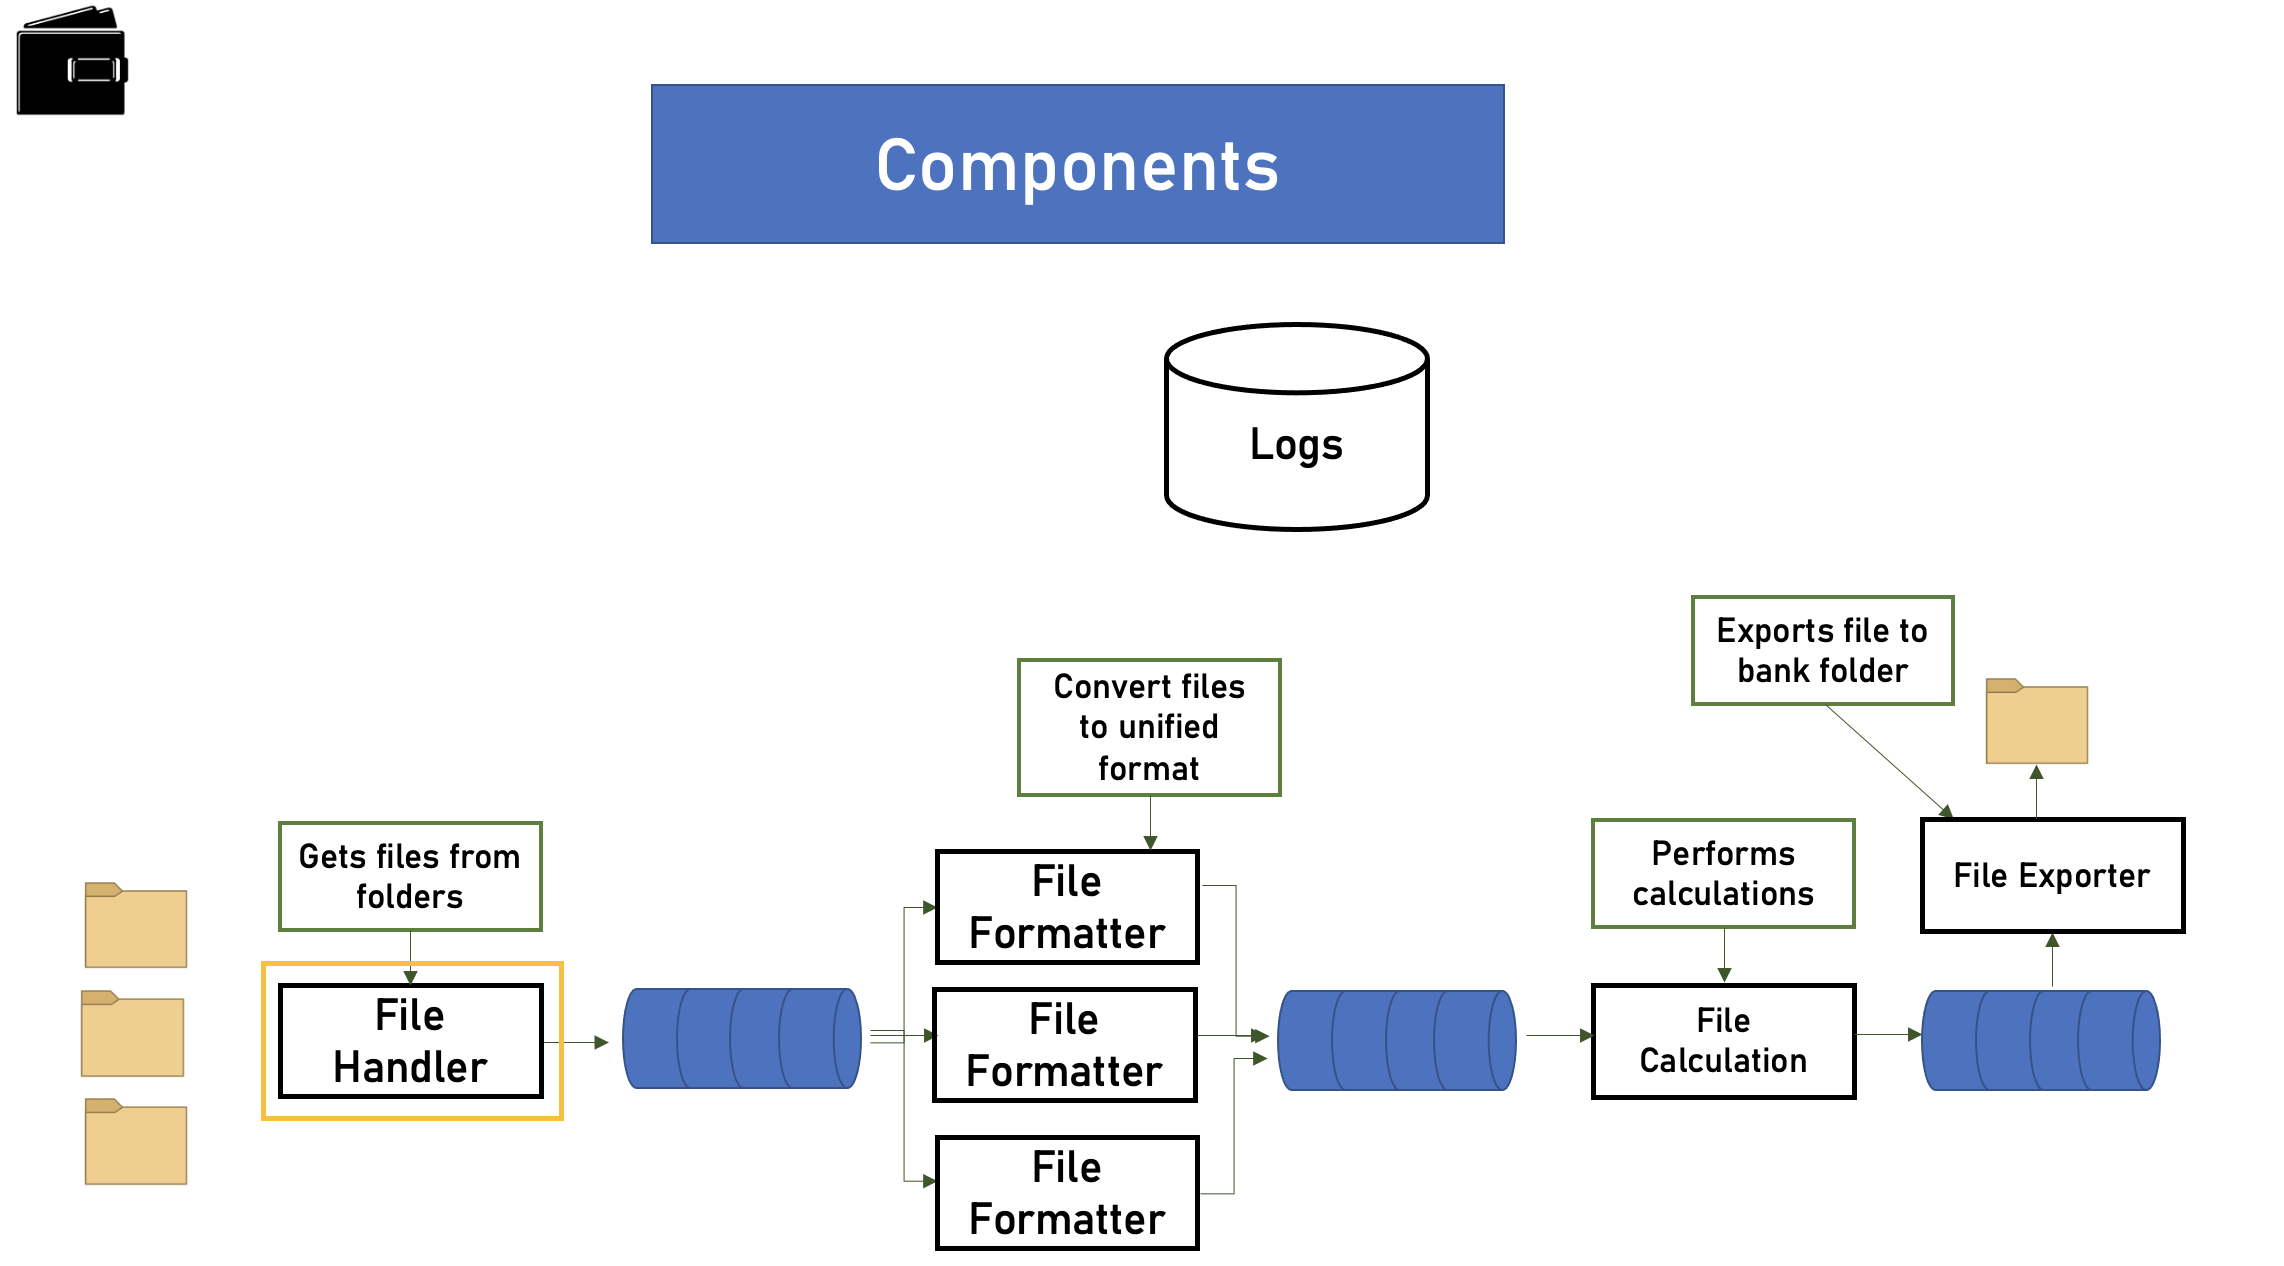 Components
Logs
Exports file to
bank folder
Convert files
to unified
format
Gets files from
folders
Performs
calculations
File Exporter
File
Formatter
File
Handler
File
Formatter
File
Calculation
File
Formatter